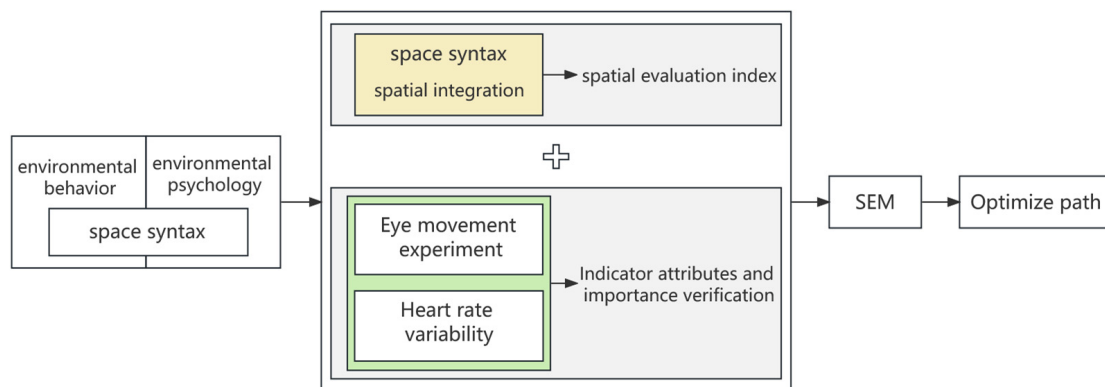 environmental
behavior
environmental
psychology
space syntax
space syntax
spatial integration
spatial evaluation index
Eye movement
experiment
Heart rate
variability
Indicator attributes and
importance verification
SEM
Optimize path